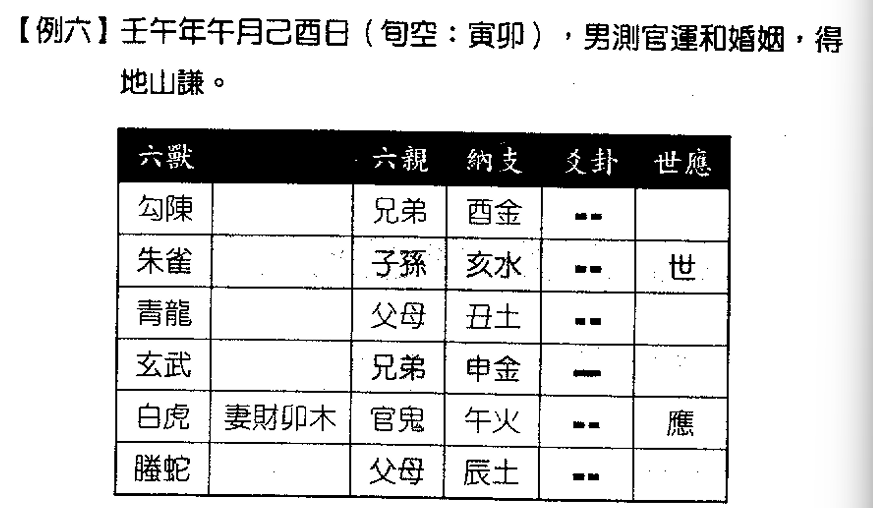 【例六】壬午年午月己酉日（旬空：寅卯），男測官運和婚姻，得
地山謙。
六獸 六親 納支 爻卦 世應
勾陳 兄弟 酉金 --
朱雀 子孫 亥水 -- 世
青龍 父母 丑土 --
玄武 兄弟 申金 —
白虎 妻財卯木 官鬼 午火 -- 應
螣蛇 父母 辰土 --